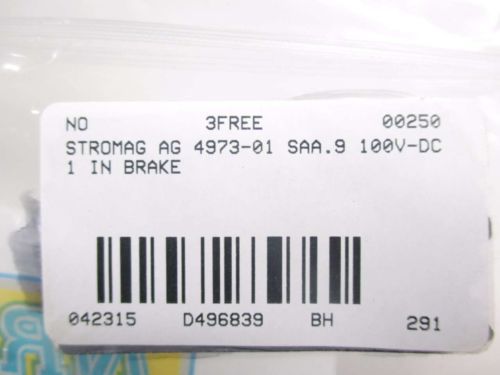 NO 3FREE 00250
STROMAG AG 4973-01 SAA.9 100V-DC
1 IN BRAKE
042315 D496839 BH 291